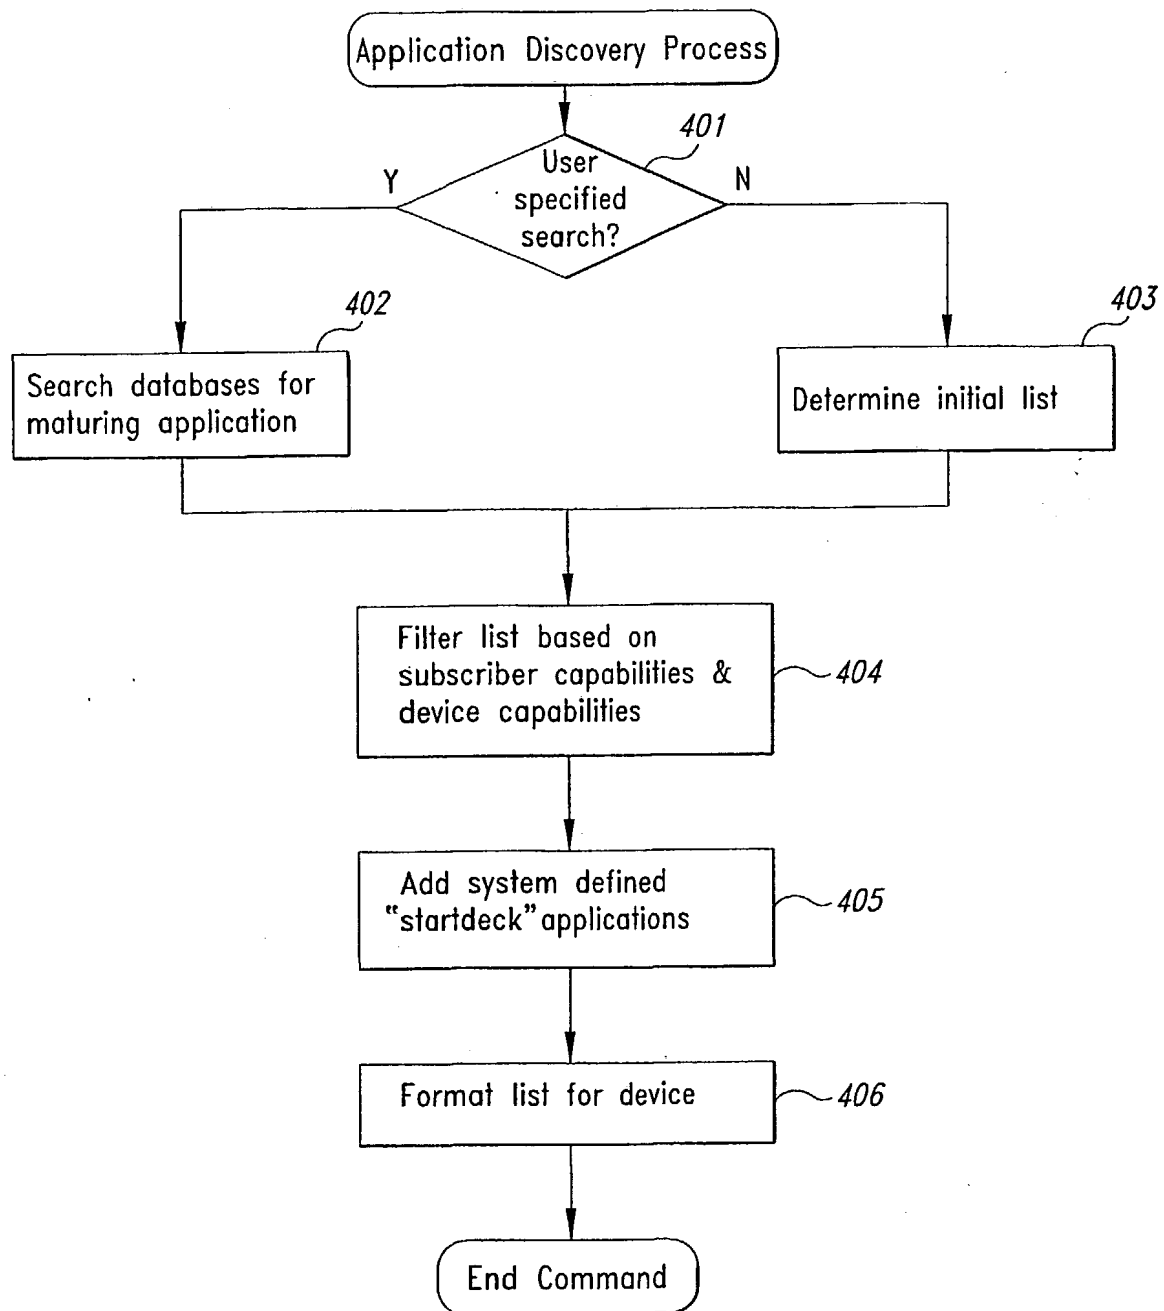 Application Discovery Process
401
User
specified
search?
Y
N
402
Search databases for
maturing application
403
Determine initial list
Filter list based on
subscriber capabilities &
device capabilities
404
Add system defined
"startdeck" applications
405
Format list for device
406
End Command